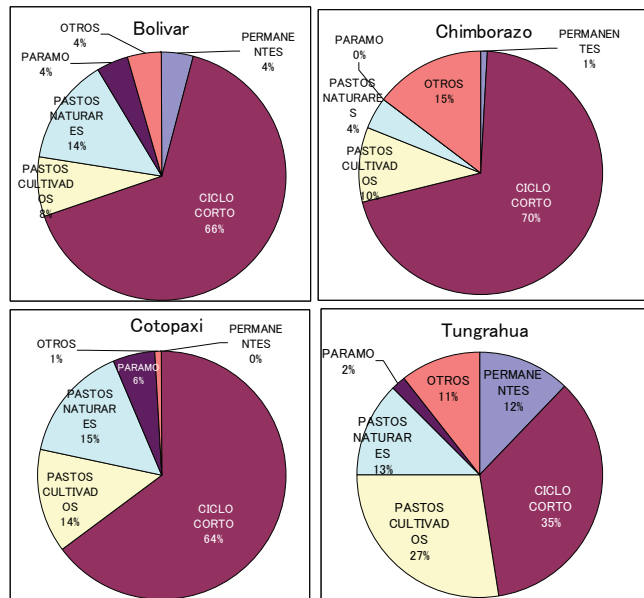 Bolivar
OTROS
4%
PERMANE
NTES
4%
PARAMO
4%
PASTOS
NATURAR
ES
14%
PASTOS
CULTIVAD
OS
8%
CICLO
CORTO
66%
Chimborazo
PARAMO
0%
PERMANEN
TES
1%
PASTOS
NATURARE
S
4%
OTROS
15%
PASTOS
CULTIVAD
OS
10%
CICLO
CORTO
70%
Cotopaxi
OTROS
1%
PERMANE
NTES
0%
PARAMO
6%
PASTOS
NATURAR
ES
15%
PASTOS
CULTIVAD
OS
14%
CICLO
CORTO
64%
Tungrahua
PARAMO
2%
OTROS
11%
PERMANE
NTES
12%
PASTOS
NATURAR
ES
13%
PASTOS
CULTIVAD
OS
27%
CICLO
CORTO
35%